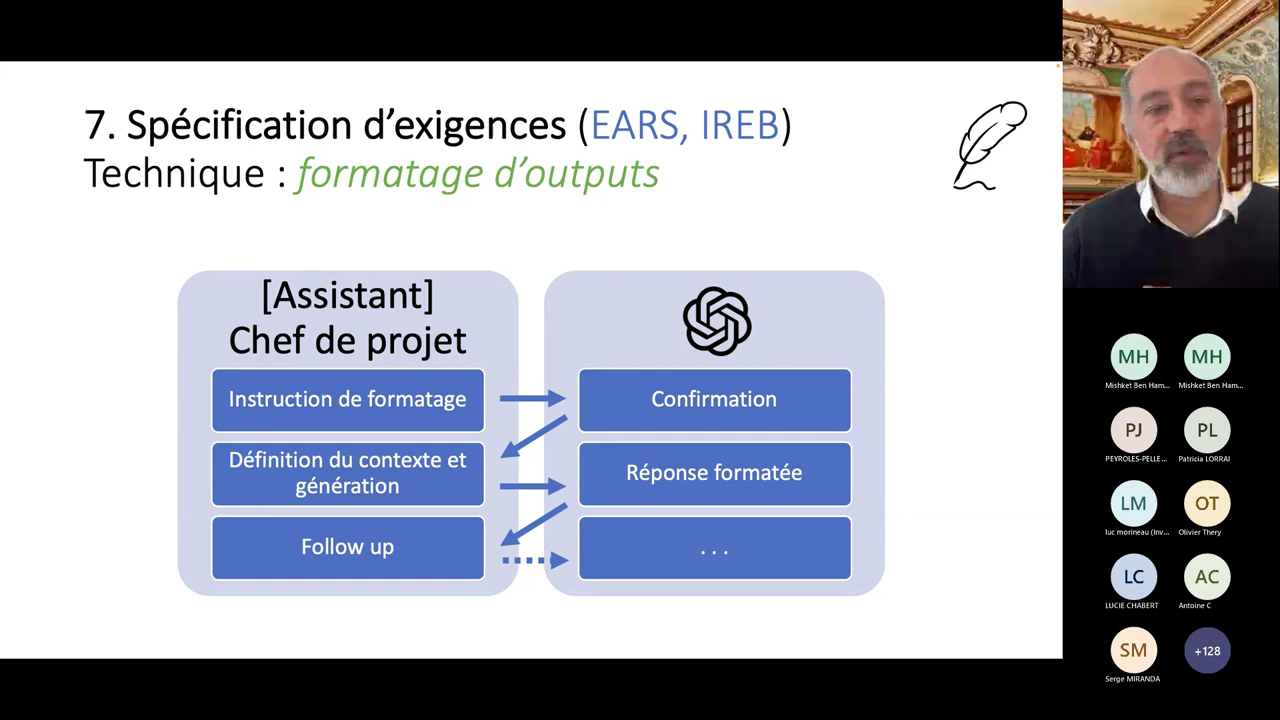 7. Spécification d’exigences (EARS, IREB)
Technique : formatage d’outputs
[Assistant]
Chef de projet
Instruction de formatage
Confirmation
Définition du contexte et
génération
Réponse formatée
Follow up
. . .
MH
MH
Mishket Ben Ham...
Mishket Ben Ham...
PJ
PL
PEYROLES-PELLE...
Patricia LORRAI
LM
OT
luc morineau (Inv...
Olivier Thery
LC
AC
LUCIE CHABERT
Antoine C
SM
+128
Serge MIRANDA